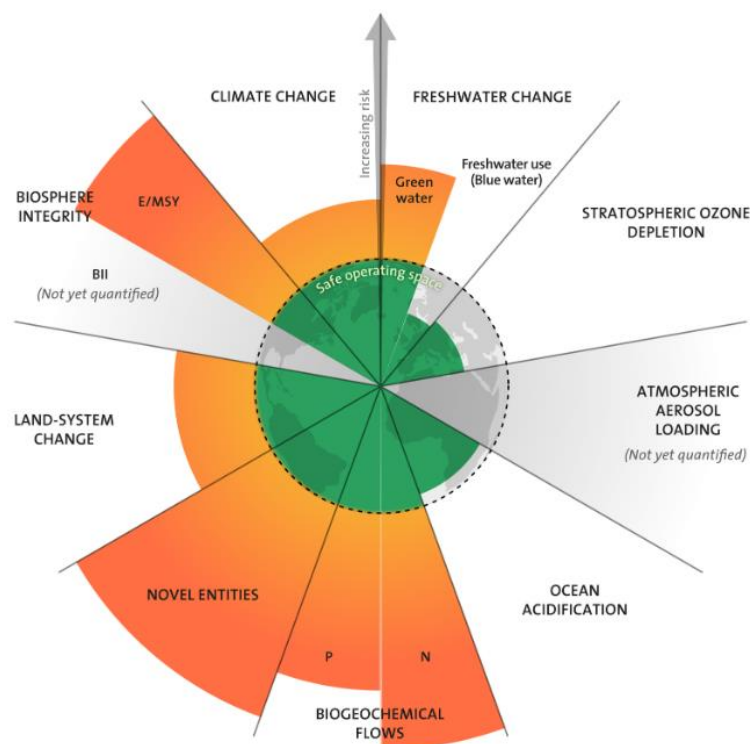 CLIMATE CHANGE
Increasing risk
FRESHWATER CHANGE
Green
water
Freshwater use
(Blue water)
STRATOSPHERIC OZONE
DEPLETION
BIOSPHERE
INTEGRITY
E/MSY
BII
(Not yet quantified)
Safe operating space
LAND-SYSTEM
CHANGE
ATMOSPHERIC
AEROSOL
LOADING
(Not yet quantified)
NOVEL ENTITIES
OCEAN
ACIDIFICATION
P
N
BIOGEOCHEMICAL
FLOWS